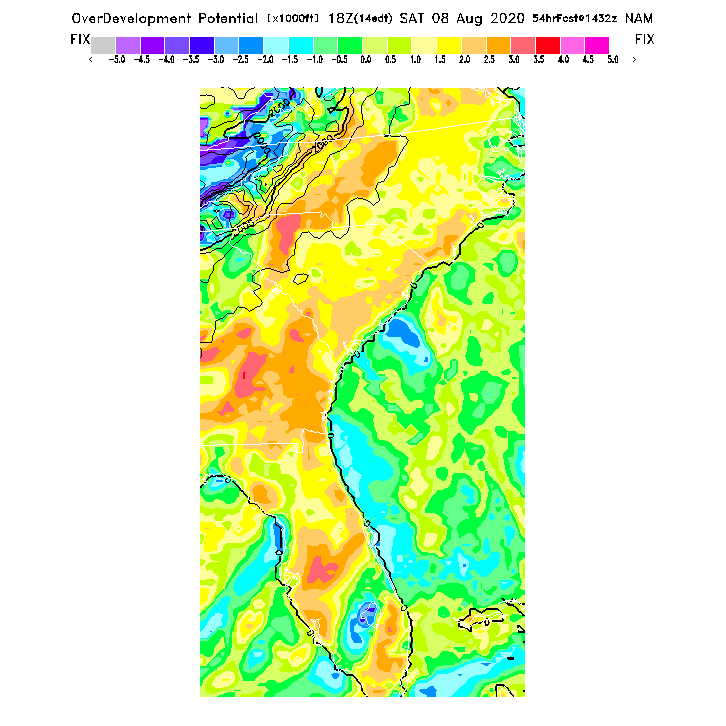 OverDevelopment Potential [x1000ft] 18Z(14edt) SAT 08 Aug 2020 54hrFcst@1432z NAM
FIX FIX
< -5.0 -4.5 -4.0 -3.5 -3.0 -2.5 -2.0 -1.5 -1.0 -0.5 0.0 0.5 1.0 1.5 2.0 2.5 3.0 3.5 4.0 4.5 5.0 >